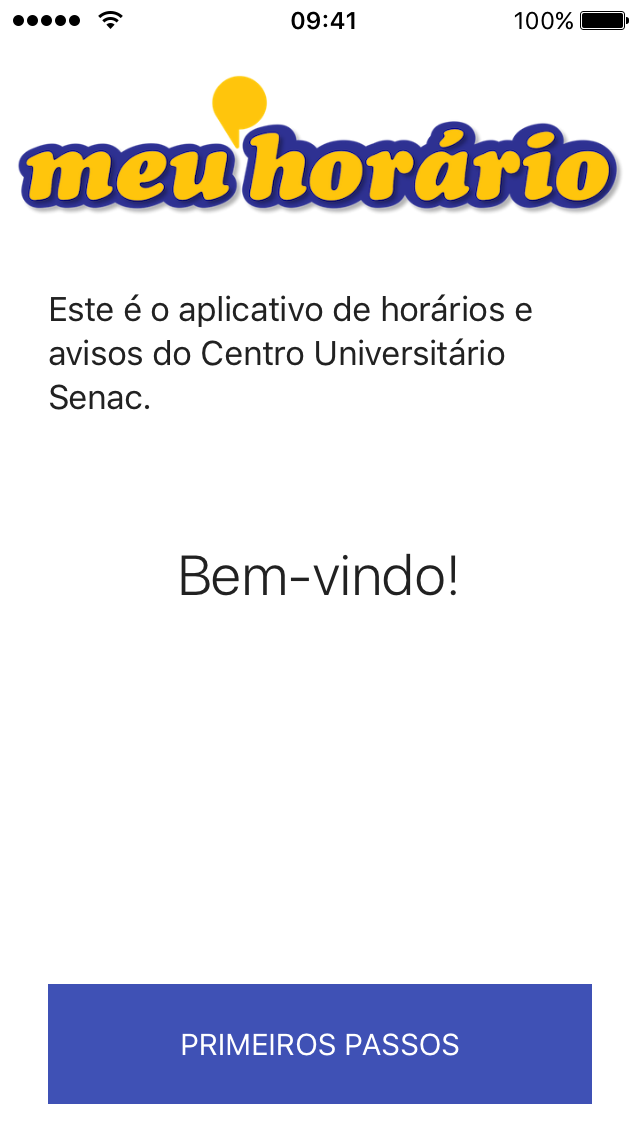 09:41 100%
meu horário
Este é o aplicativo de horários e
avisos do Centro Universitário
Senac.
Bem-vindo!
PRIMEIROS PASSOS